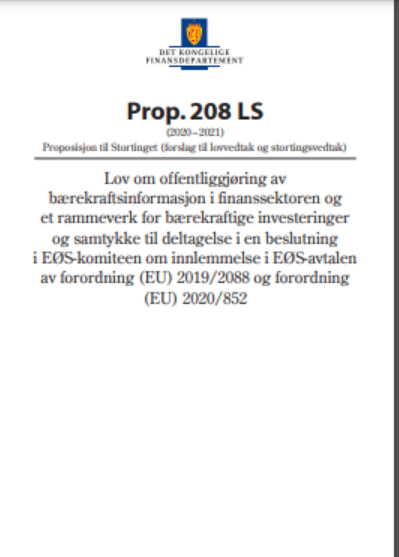 DET KONGELIGE
FINANSDEPARTEMENT
Prop. 208 LS
(2020–2021)
Proposisjon til Stortinget (forslag til lovvedtak og stortingsvedtak)
Lov om offentliggjøring av
bærekraftsinformasjon i finanssektoren og
et rammeverk for bærekraftige investeringer
og samtykke til deltagelse i en beslutning
i EØS-komiteen om innlemmelse i EØS-avtalen
av forordning (EU) 2019/2088 og forordning
(EU) 2020/852